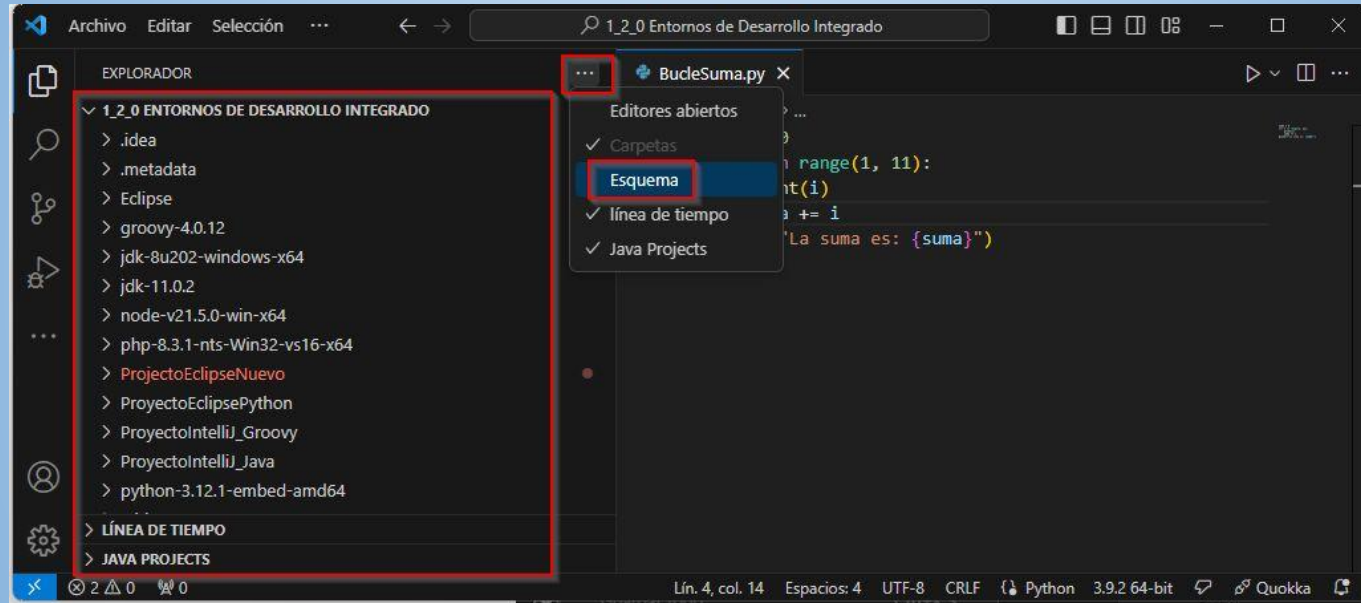 Archivo Editar Selección ··· 1_2_0 Entornos de Desarrollo Integrado
EXPLORADOR ···
1_2_0 ENTORNOS DE DESARROLLO INTEGRADO
.idea
.metadata
Eclipse
groovy-4.0.12
jdk-8u202-windows-x64
jdk-11.0.2
node-v21.5.0-win-x64
php-8.3.1-nts-Win32-vs16-x64
ProjectoEclipseNuevo
ProyectoEclipsePython
ProyectoIntelliJ_Groovy
ProyectoIntelliJ_Java
python-3.12.1-embed-amd64
LÍNEA DE TIEMPO
JAVA PROJECTS
Editores abiertos
Carpetas
Esquema
línea de tiempo
Java Projects
BucleSuma.py
...
range(1, 11):
(i)
+= i
"La suma es: {suma}")
2 0 0 Lín. 4, col. 14 Espacios: 4 UTF-8 CRLF Python 3.9.2 64-bit Quokka